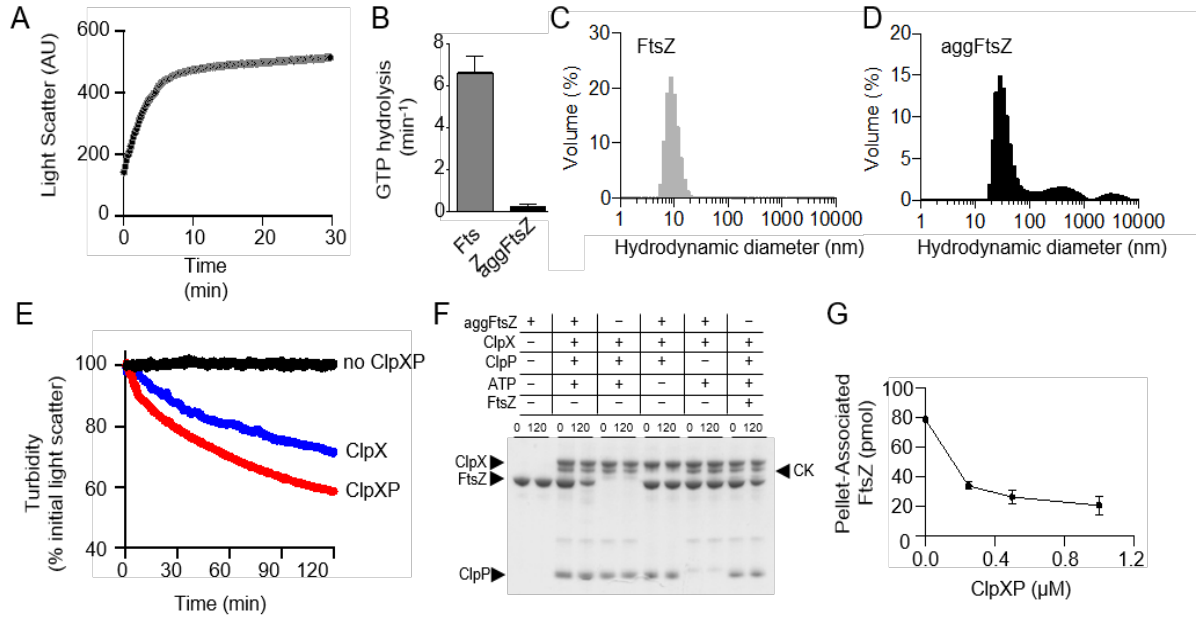 A
Light Scatter (AU)
600
400
200
0
0 10 20 30
Time
(min)
B
GTP hydrolysis
(min-1)
8
6
4
2
0
Fts
Z
aggFtsZ
C
FtsZ
Volume (%)
30
20
10
0
1 10 100 1000 10000
Hydrodynamic diameter (nm)
D
aggFtsZ
Volume (%)
20
15
10
5
0
1 10 100 1000 10000
Hydrodynamic diameter (nm)
E
Turbidity
(% initial light scatter)
100
80
60
40
no ClpXP
ClpX
ClpXP
0 30 60 90 120
Time (min)
F
aggFtsZ + + – + + –
ClpX – + + + + +
ClpP – + + + – +
ATP – + + – + +
FtsZ – – – – – +
0 120 0 120 0 120 0 120 0 120 0 120
ClpX
FtsZ
CK
ClpP
G
Pellet-Associated
FtsZ (pmol)
100
80
60
40
20
0
0.0 0.4 0.8 1.2
ClpXP (µM)